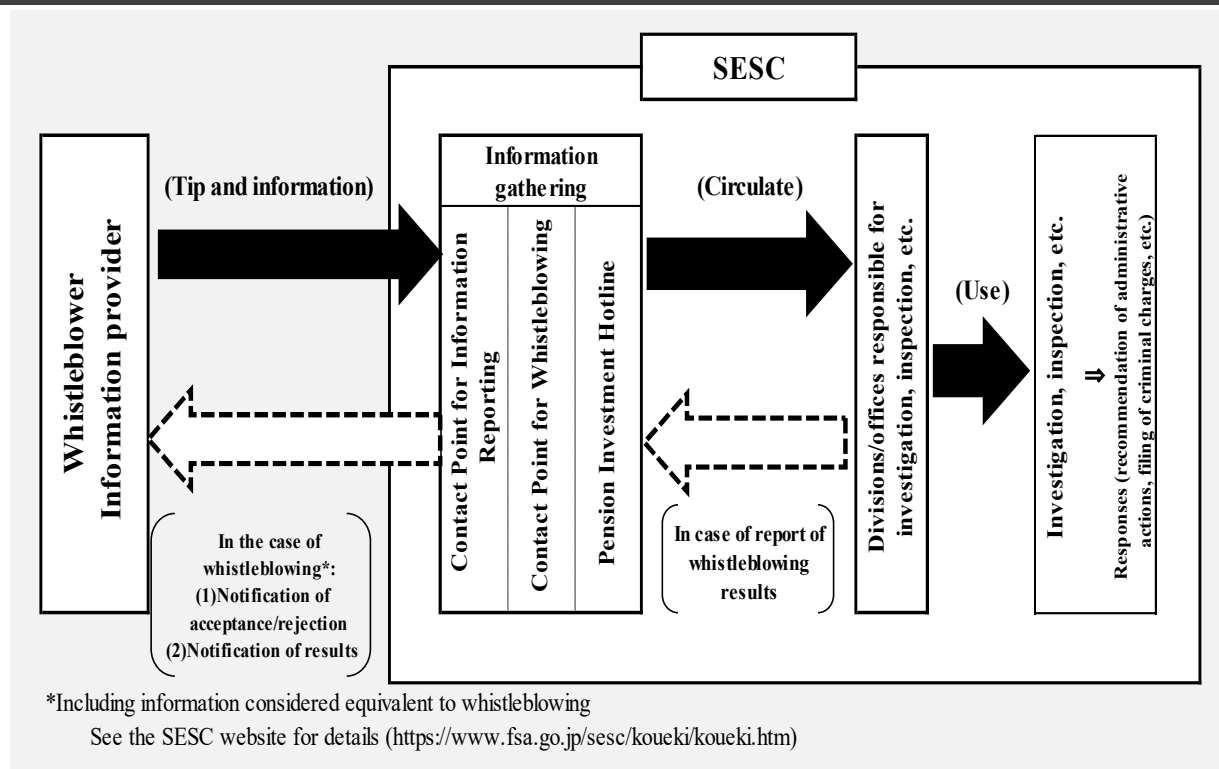 SESC
Whistleblower
Information provider
(Tip and information)
Information
gathering
Contact Point for Information
Reporting
Contact Point for Whistleblowing
Pension Investment Hotline
(Circulate)
Divisions/offices responsible for
investigation, inspection, etc.
(Use)
Investigation, inspection, etc.
⇒
Responses (recommendation of administrative
actions, filing of criminal charges, etc.)
In the case of
whistleblowing*:
(1)Notification of
acceptance/rejection
(2)Notification of results
In case of report of
whistleblowing
results
*Including information considered equivalent to whistleblowing
See the SESC website for details (https://www.fsa.go.jp/sesc/koueki/koueki.htm)